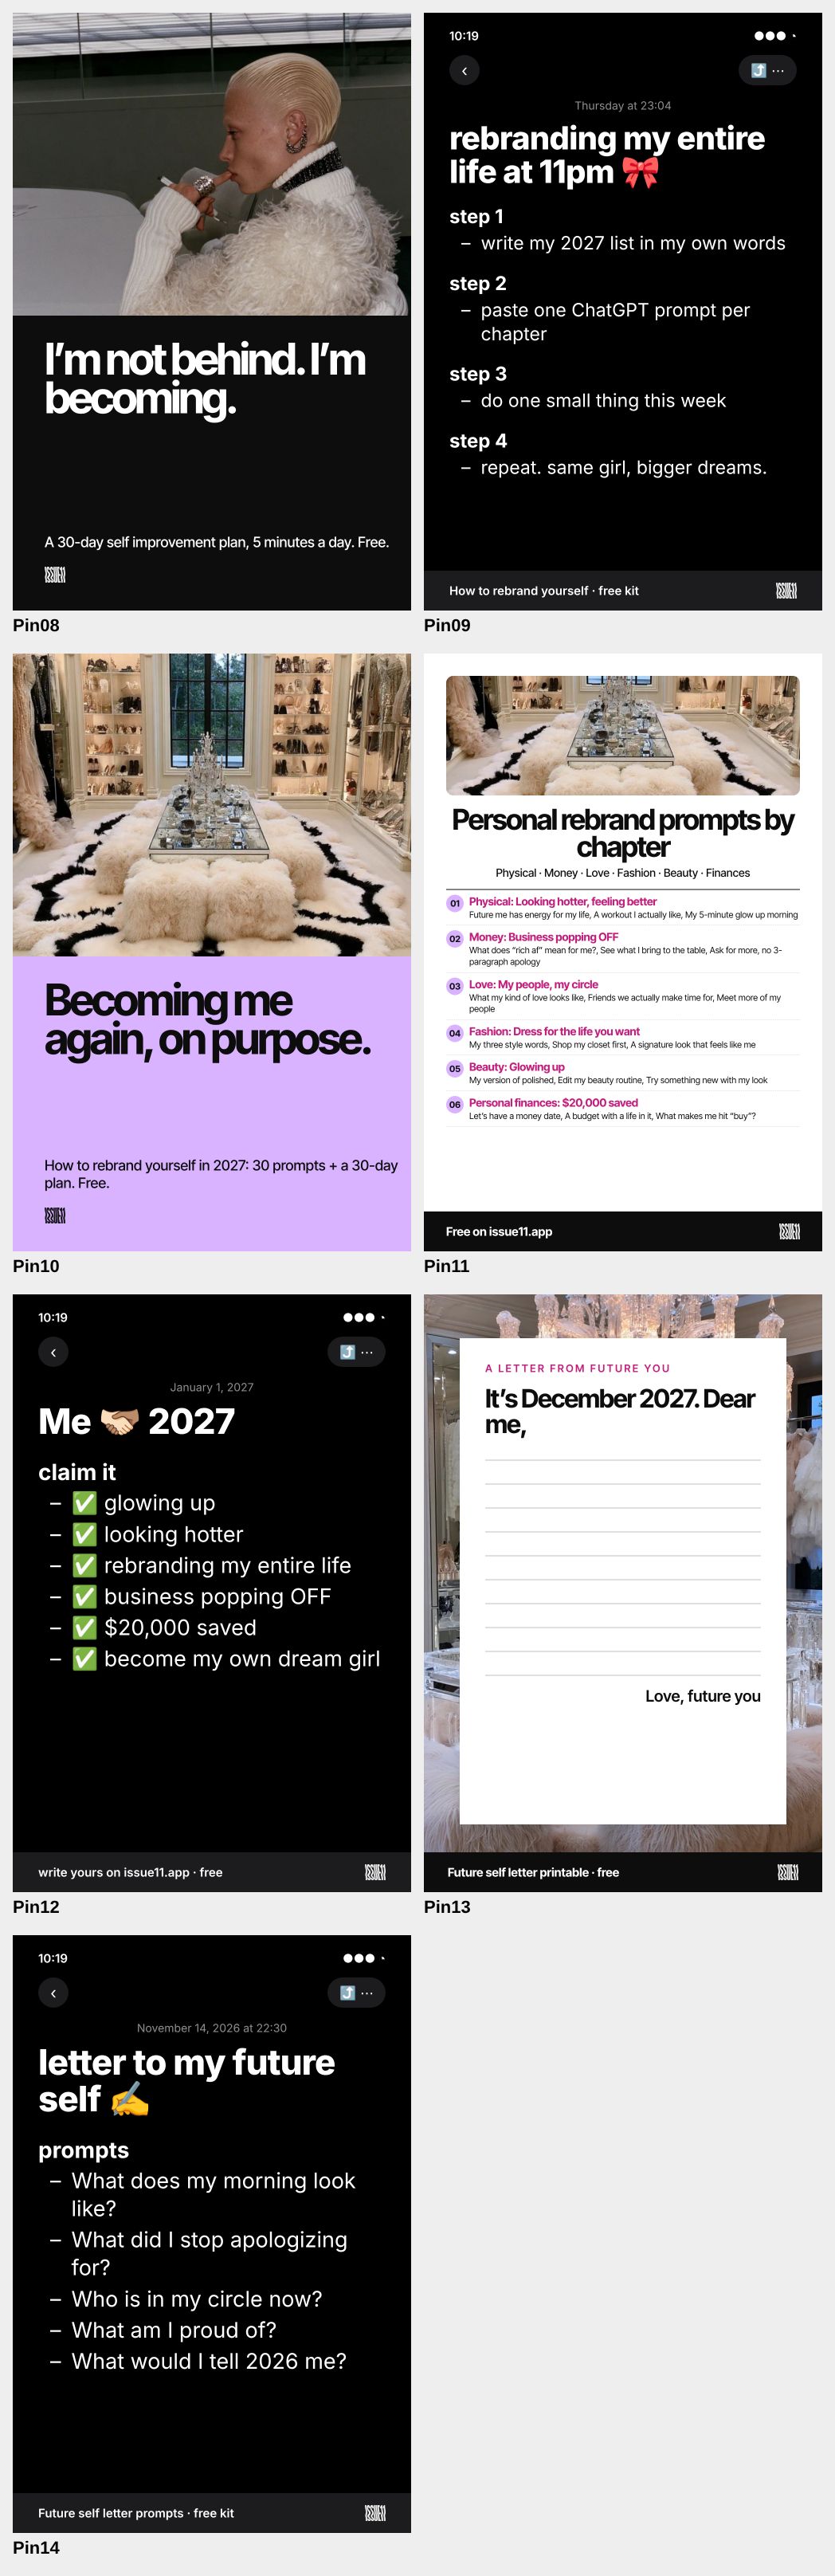 I'm not behind. I'm
becoming.
A 30-day self improvement plan, 5 minutes a day. Free.
ISSUE11
Pin08
10:19
Thursday at 23:04
rebranding my entire
life at 11pm 🎀
step 1
– write my 2027 list in my own words
step 2
– paste one ChatGPT prompt per
chapter
step 3
– do one small thing this week
step 4
– repeat. same girl, bigger dreams.
How to rebrand yourself · free kit
ISSUE11
Pin09
Becoming me
again, on purpose.
How to rebrand yourself in 2027: 30 prompts + a 30-day
plan. Free.
ISSUE11
Pin10
Personal rebrand prompts by
chapter
Physical · Money · Love · Fashion · Beauty · Finances
01 Physical: Looking hotter, feeling better
Future me has energy for my life, A workout I actually like, My 5-minute glow up morning
02 Money: Business popping OFF
What does “rich af” mean for me?, See what I bring to the table, Ask for more, no 3-
paragraph apology
03 Love: My people, my circle
What my kind of love looks like, Friends we actually make time for, Meet more of my
people
04 Fashion: Dress for the life you want
My three style words, Shop my closet first, A signature look that feels like me
05 Beauty: Glowing up
My version of polished, Edit my beauty routine, Try something new with my look
06 Personal finances: $20,000 saved
Let’s have a money date, A budget with a life in it, What makes me hit “buy”?
Free on issue11.app
ISSUE11
Pin11
10:19
January 1, 2027
Me 🤝 2027
claim it
– ✅ glowing up
– ✅ looking hotter
– ✅ rebranding my entire life
– ✅ business popping OFF
– ✅ $20,000 saved
– ✅ become my own dream girl
write yours on issue11.app · free
ISSUE11
Pin12
A LETTER FROM FUTURE YOU
It’s December 2027. Dear
me,
Love, future you
Future self letter printable · free
ISSUE11
Pin13
10:19
November 14, 2026 at 22:30
letter to my future
self ✍️
prompts
– What does my morning look
like?
– What did I stop apologizing
for?
– Who is in my circle now?
– What am I proud of?
– What would I tell 2026 me?
Future self letter prompts · free kit
ISSUE11
Pin14